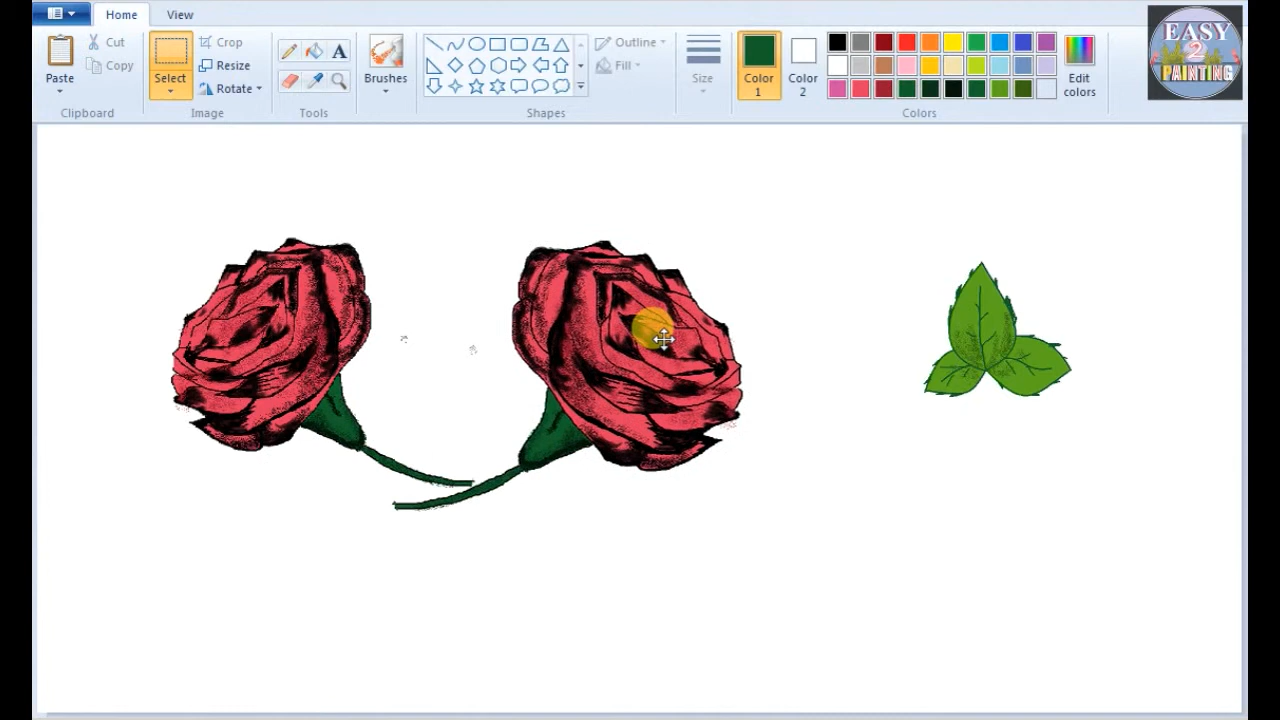 Home View
Paste
Cut
Copy
Clipboard
Select
Crop
Resize
Rotate
Image
A
Tools
Brushes
Outline
Fill
Shapes
Size
Color 1
Color 2
Edit colors
Colors
EASY
2
PAINTING